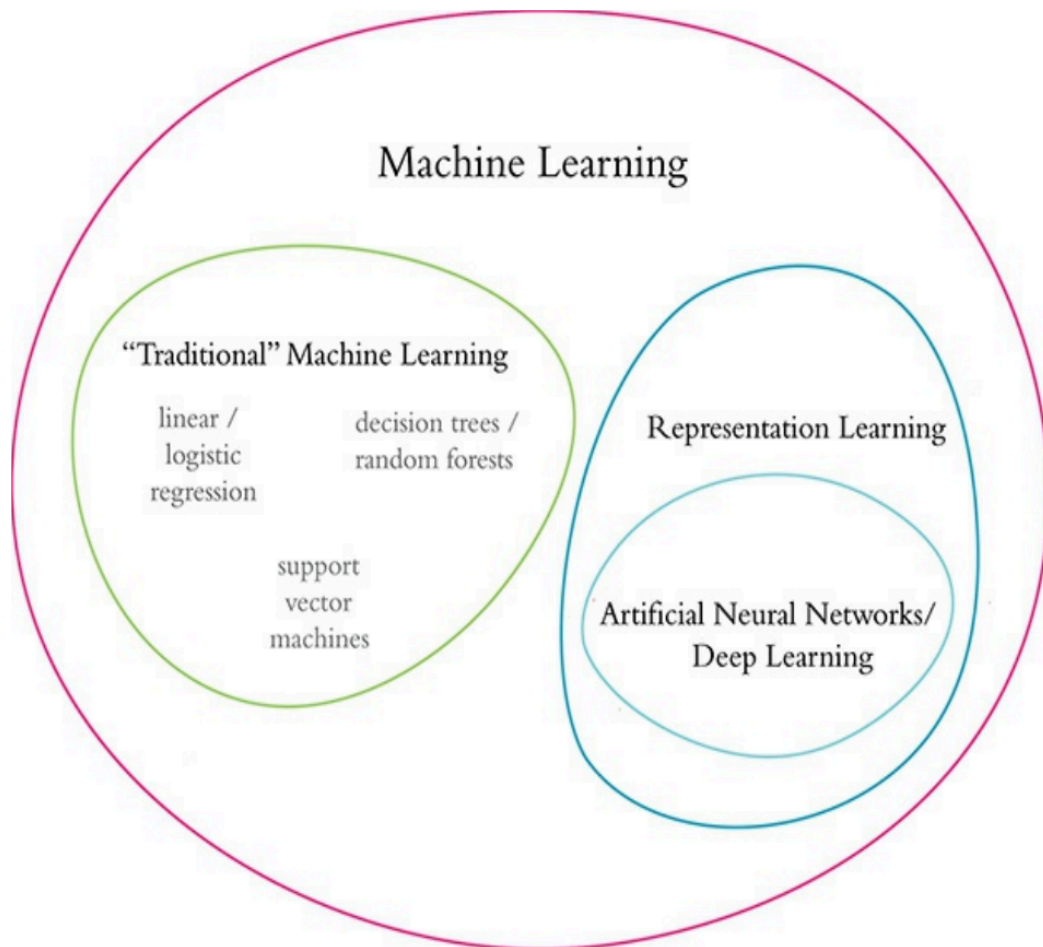 Machine Learning
“Traditional” Machine Learning
linear /
logistic
regression
decision trees /
random forests
support
vector
machines
Representation Learning
Artificial Neural Networks/
Deep Learning